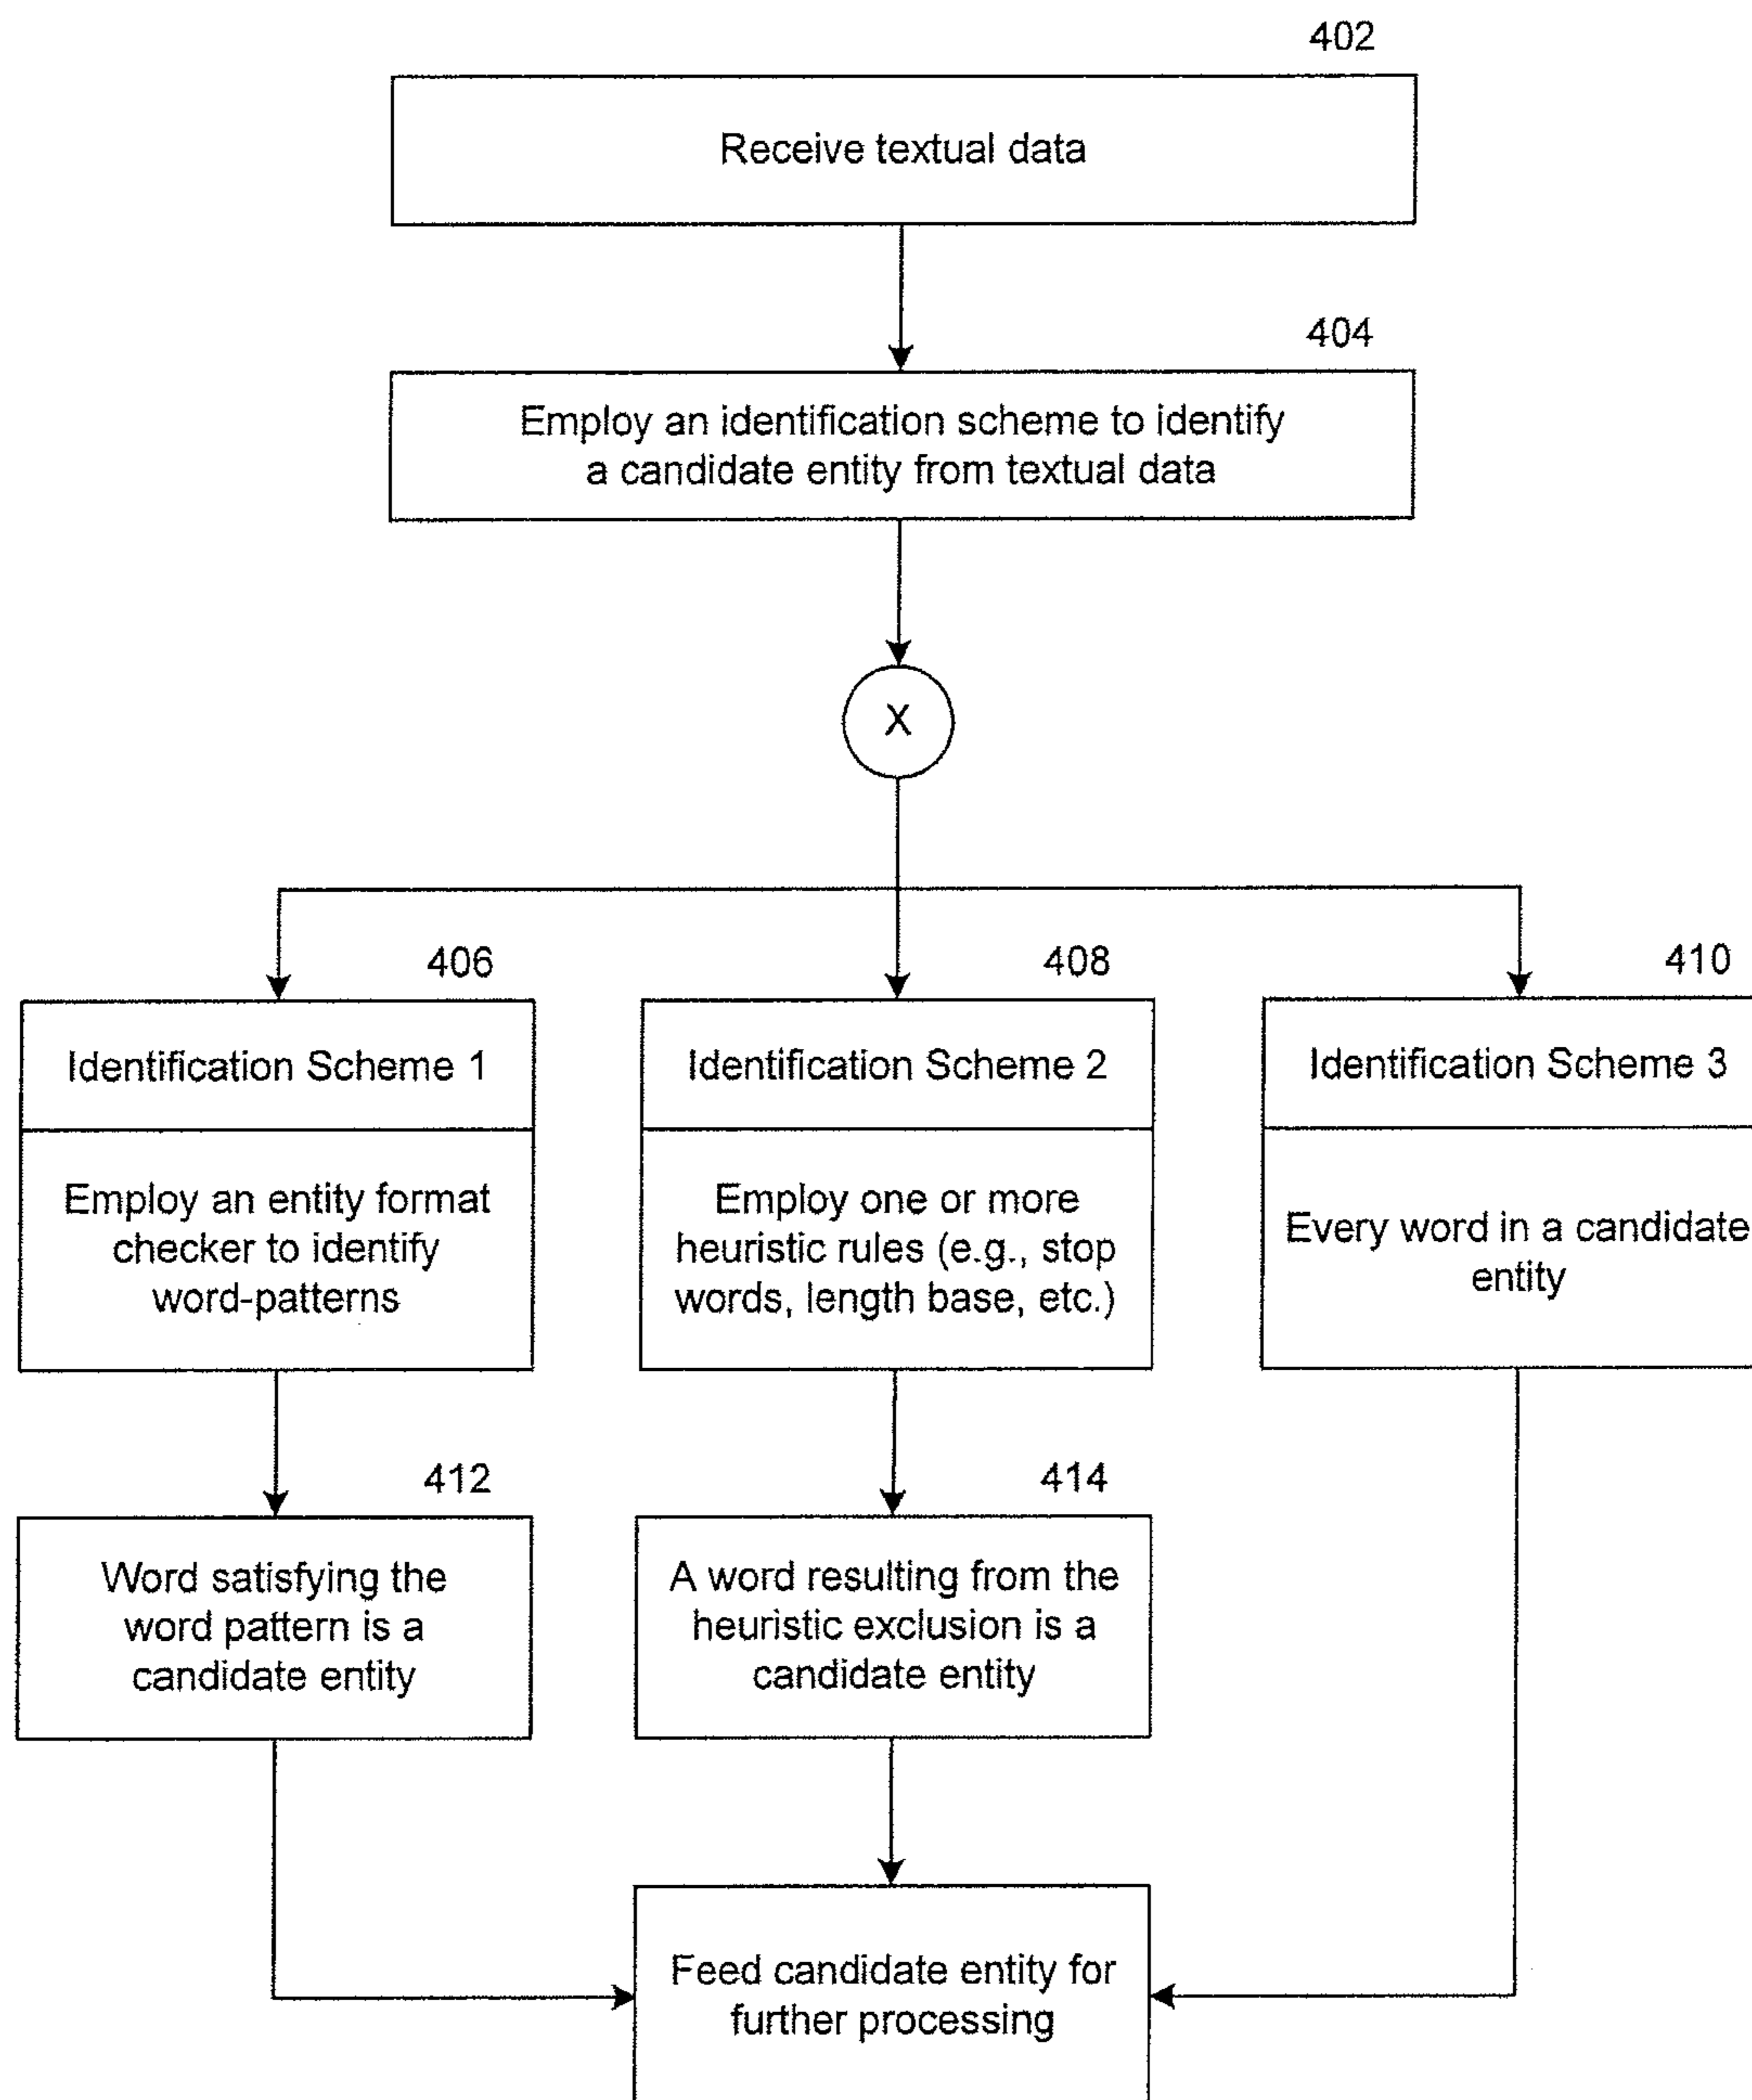 402
Receive textual data
404
Employ an identification scheme to identify
a candidate entity from textual data
X
406
Identification Scheme 1
Employ an entity format
checker to identify
word-patterns
408
Identification Scheme 2
Employ one or more
heuristic rules (e.g., stop
words, length base, etc.)
410
Identification Scheme 3
Every word in a candidate
entity
412
Word satisfying the
word pattern is a
candidate entity
414
A word resulting from the
heuristic exclusion is a
candidate entity
Feed candidate entity for
further processing